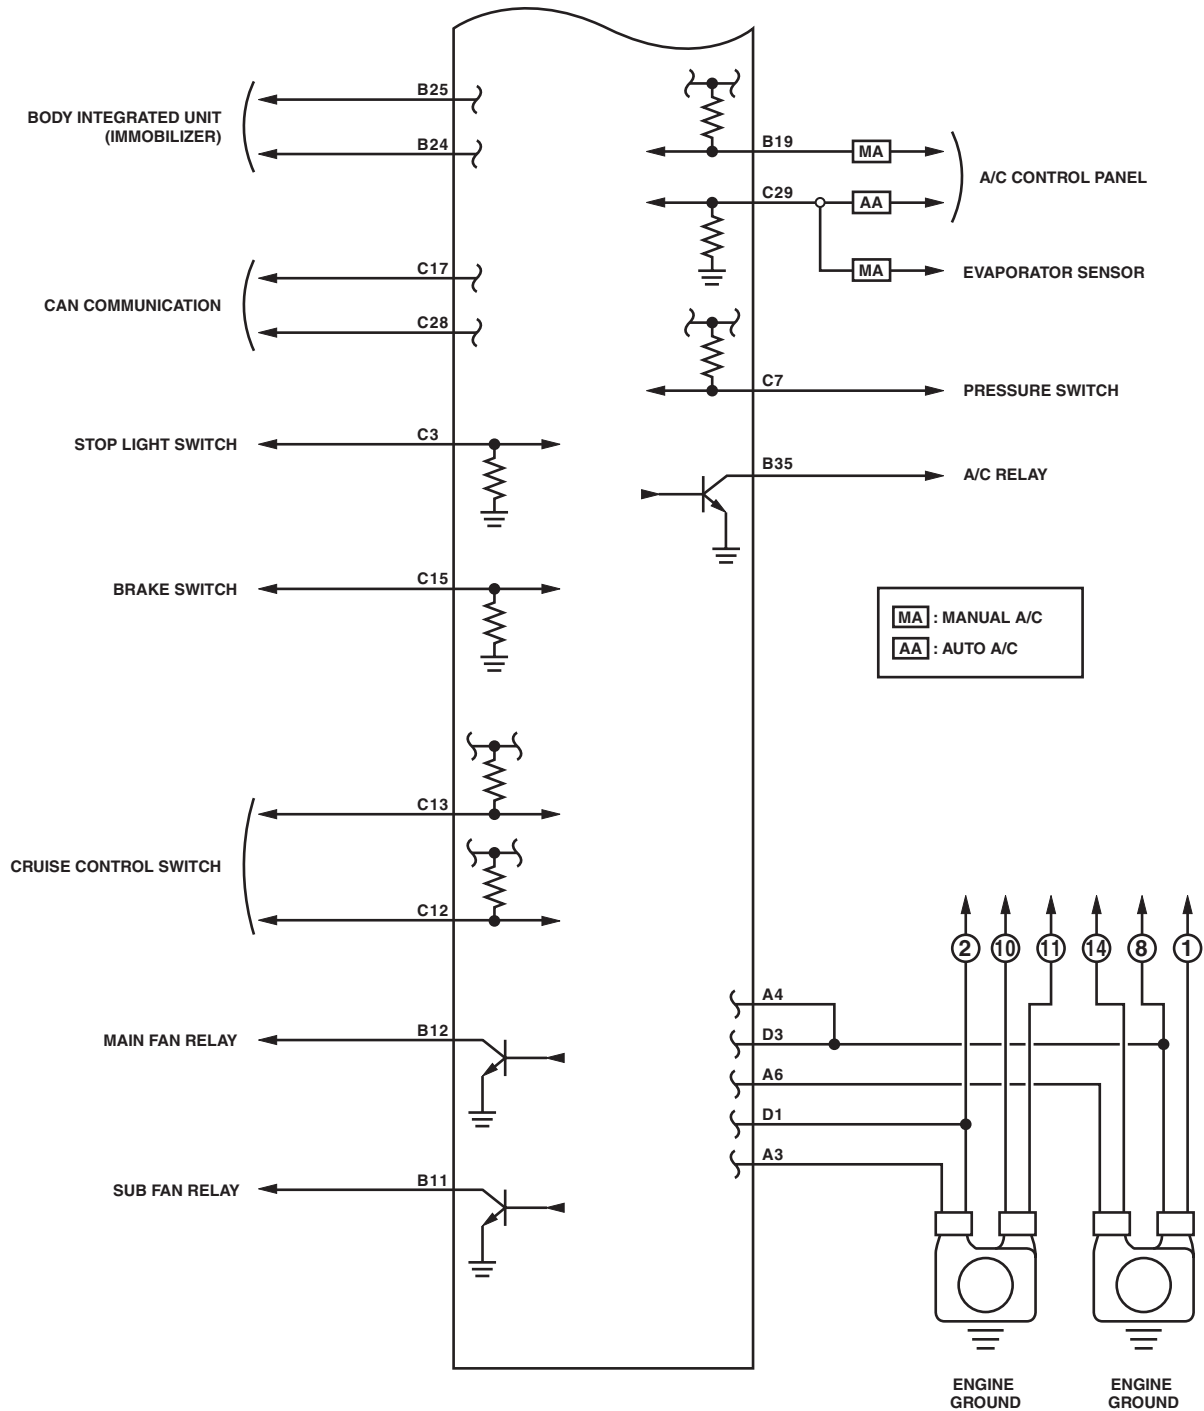 B25
BODY INTEGRATED UNIT
(IMMOBILIZER)
B24
C17
CAN COMMUNICATION
C28
STOP LIGHT SWITCH
C3
BRAKE SWITCH
C15
C13
CRUISE CONTROL SWITCH
C12
MAIN FAN RELAY
B12
SUB FAN RELAY
B11
B19
MA
A/C CONTROL PANEL
C29
AA
MA
EVAPORATOR SENSOR
C7
PRESSURE SWITCH
B35
A/C RELAY
MA : MANUAL A/C
AA : AUTO A/C
2 10 11 14 8 1
A4
D3
A6
D1
A3
ENGINE
GROUND
ENGINE
GROUND